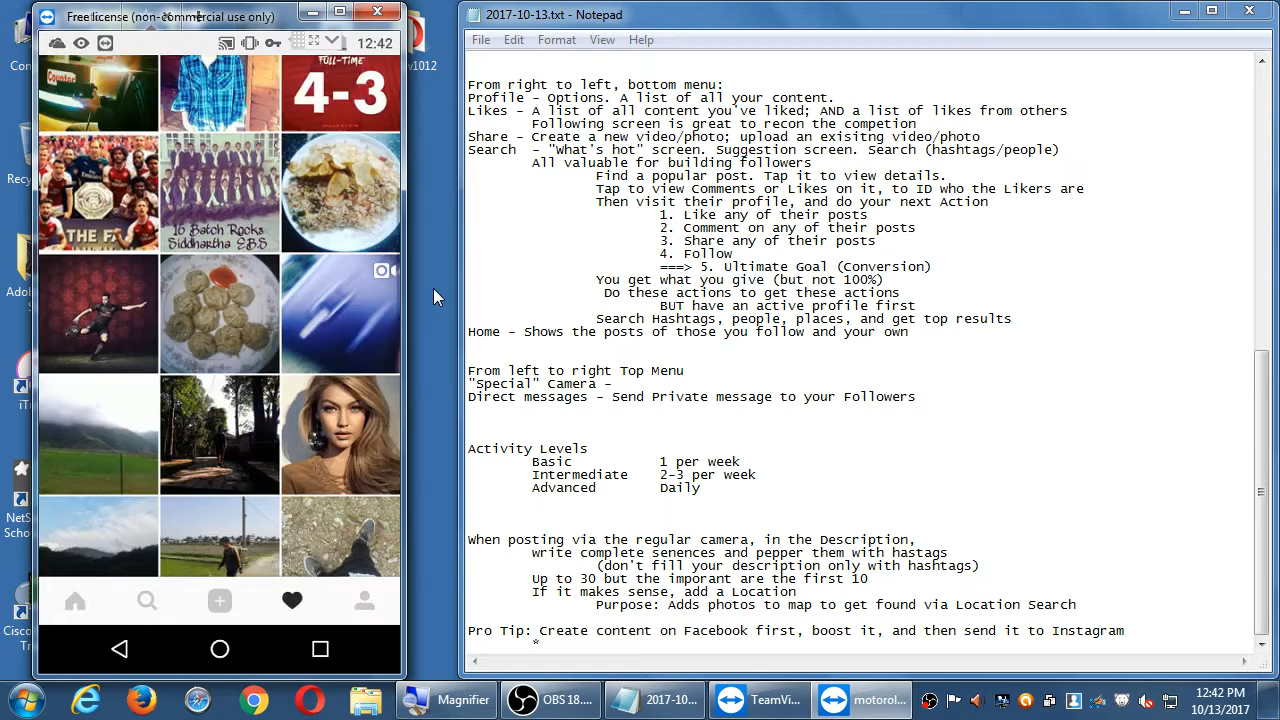 Free license (non-commercial use only)
12:42
Counter
FULL-TIME
4-3
THE FA
16 Batch Rocks
Siddhartha E.B.S
2017-10-13.txt - Notepad
File Edit Format View Help
From right to left, bottom menu:
Profile - Options. A list of all your content.
Likes - A list of all content you've liked; AND a list of likes from others
Following screen is great to recon the competion
Share - Create a new video/photo; upload an existing video/photo
Search - "What's hot" screen. Suggestion screen. Search (hashtags/people)
All valuable for building followers
Find a popular post. Tap it to view details.
Tap to view Comments or Likes on it, to ID who the Likers are
Then visit their profile, and do your next Action
1. Like any of their posts
2. Comment on any of their posts
3. Share any of their posts
4. Follow
===> 5. Ultimate Goal (Conversion)
You get what you give (but not 100%)
Do these actions to get these actions
BUT have an active profile first
Search Hashtags, people, places, and get top results
Home - Shows the posts of those you follow and your own
From left to right Top Menu
"Special" Camera -
Direct messages - Send Private message to your Followers
Activity Levels
Basic 1 per week
Intermediate 2-3 per week
Advanced Daily
When posting via the regular camera, in the Description,
write complete senences and pepper them with hastags
(don't fill your description only with hashtags)
Up to 30 but the imporant are the first 10
If it makes sense, add a Location
Purpose: Adds photos to map to get found via Location Search
Pro Tip: Create content on Facebook first, boost it, and then send it to Instagram
*
Con
v1012
Recy
Adob
iT
NetS
Scho
Cisco
Tr
Magnifier
OBS 18....
2017-10...
TeamVi...
motorol...
12:42 PM
10/13/2017